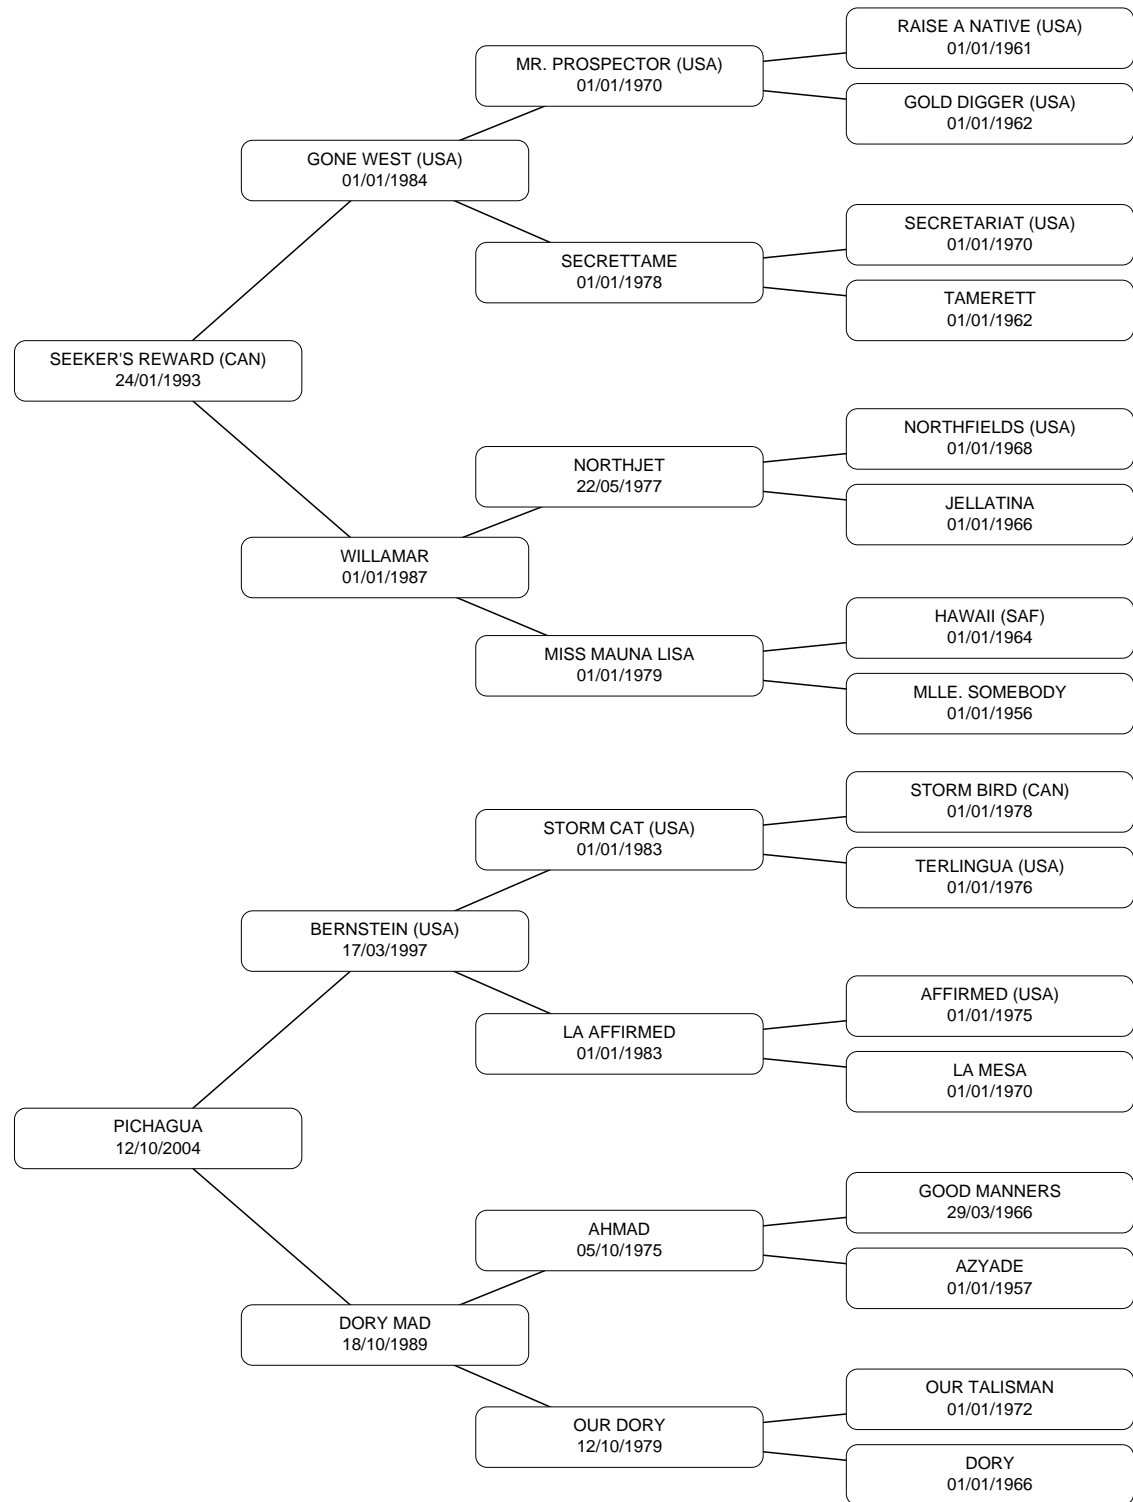 RAISE A NATIVE (USA)
01/01/1961
MR. PROSPECTOR (USA)
01/01/1970
GOLD DIGGER (USA)
01/01/1962
GONE WEST (USA)
01/01/1984
SECRETARIAT (USA)
01/01/1970
SECRETTAME
01/01/1978
TAMERETT
01/01/1962
SEEKER'S REWARD (CAN)
24/01/1993
NORTHFIELDS (USA)
01/01/1968
NORTHJET
22/05/1977
JELLATINA
01/01/1966
WILLAMAR
01/01/1987
HAWAII (SAF)
01/01/1964
MISS MAUNA LISA
01/01/1979
MLLE. SOMEBODY
01/01/1956
STORM BIRD (CAN)
01/01/1978
STORM CAT (USA)
01/01/1983
TERLINGUA (USA)
01/01/1976
BERNSTEIN (USA)
17/03/1997
AFFIRMED (USA)
01/01/1975
LA AFFIRMED
01/01/1983
LA MESA
01/01/1970
PICHAGUA
12/10/2004
GOOD MANNERS
29/03/1966
AHMAD
05/10/1975
AZYADE
01/01/1957
DORY MAD
18/10/1989
OUR TALISMAN
01/01/1972
OUR DORY
12/10/1979
DORY
01/01/1966